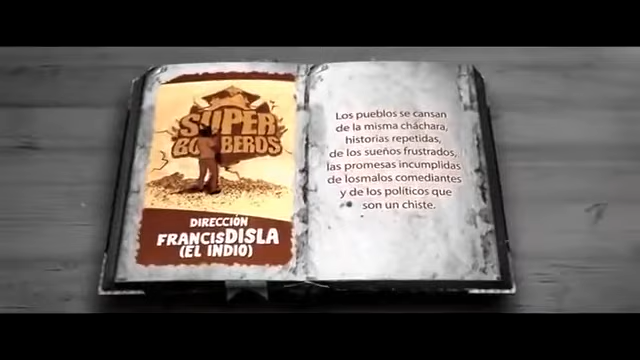 SUPER
BOMBEROS
DIRECCIÓN
FRANCISDISLA
(EL INDIO)
Los pueblos se cansan
de la misma cháchara,
historias repetidas,
de los sueños frustrados,
las promesas incumplidas
de losmalos comediantes
y de los políticos que
son un chiste.